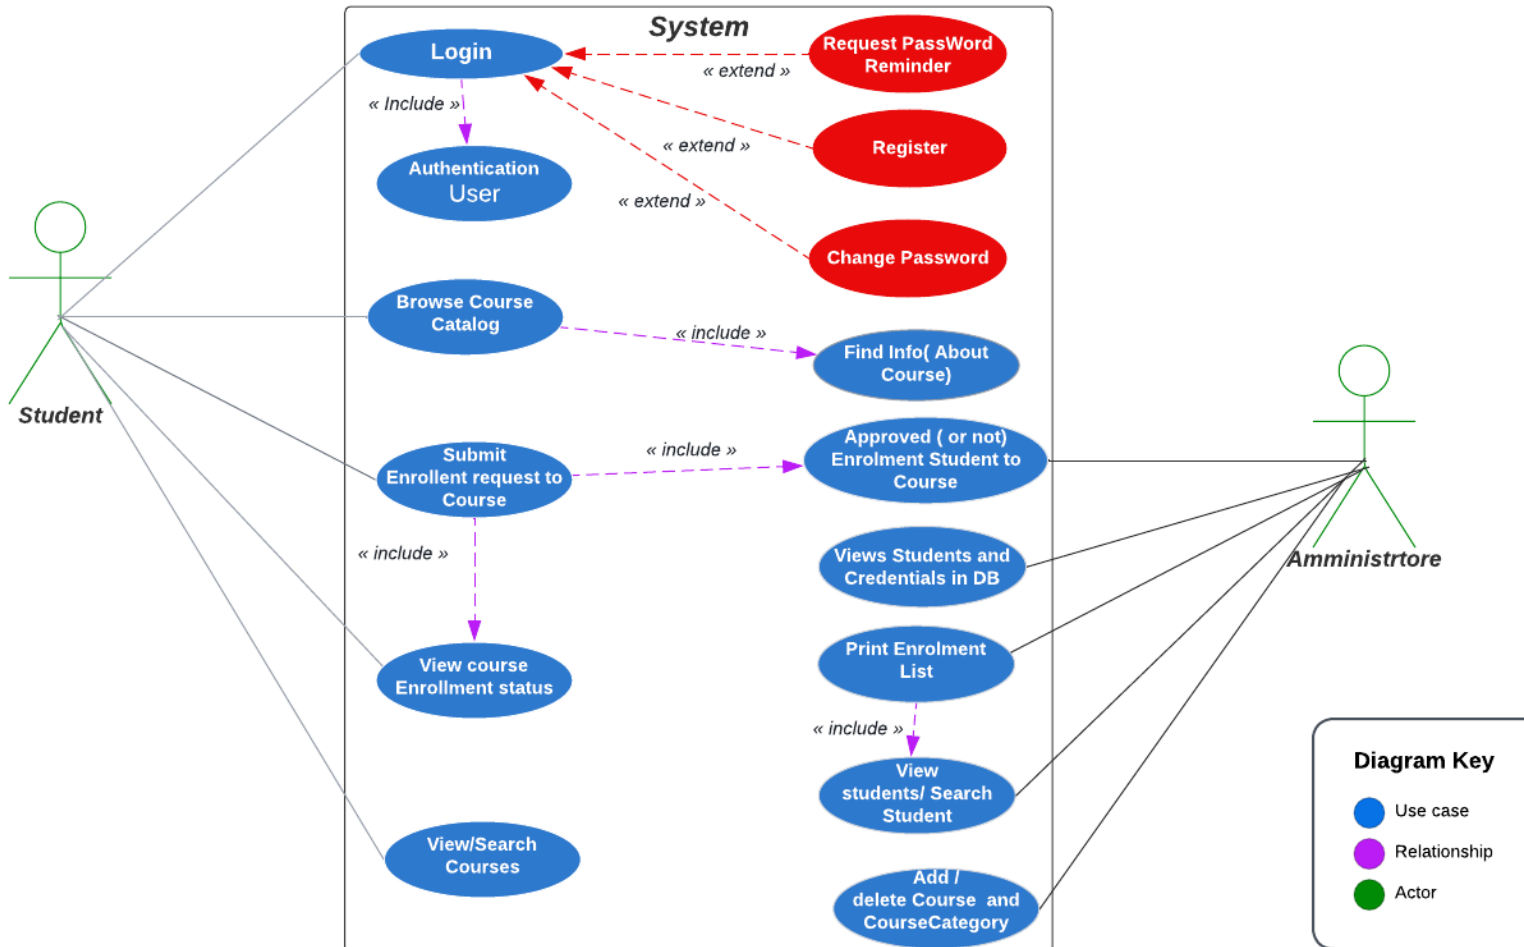 System
Login
Request PassWord
Reminder
« extend »
« Include »
Register
« extend »
Authentication
User
« extend »
Change Password
Browse Course
Catalog
« include »
Find Info( About
Course)
Student
Submit
Enrollent request to
Course
« include »
Approved ( or not)
Enrolment Student to
Course
« include »
Views Students and
Credentials in DB
Amministrtore
View course
Enrollment status
Print Enrolment
List
« include »
View
students/ Search
Student
View/Search
Courses
Add /
delete Course and
CourseCategory
Diagram Key
Use case
Relationship
Actor